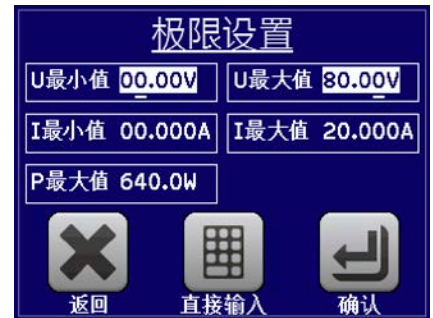 极限设置
U最小值 00.00V U最大值 80.00V
I最小值 00.000A I最大值 20.000A
P最大值 640.0W
返回 直接输入 确认